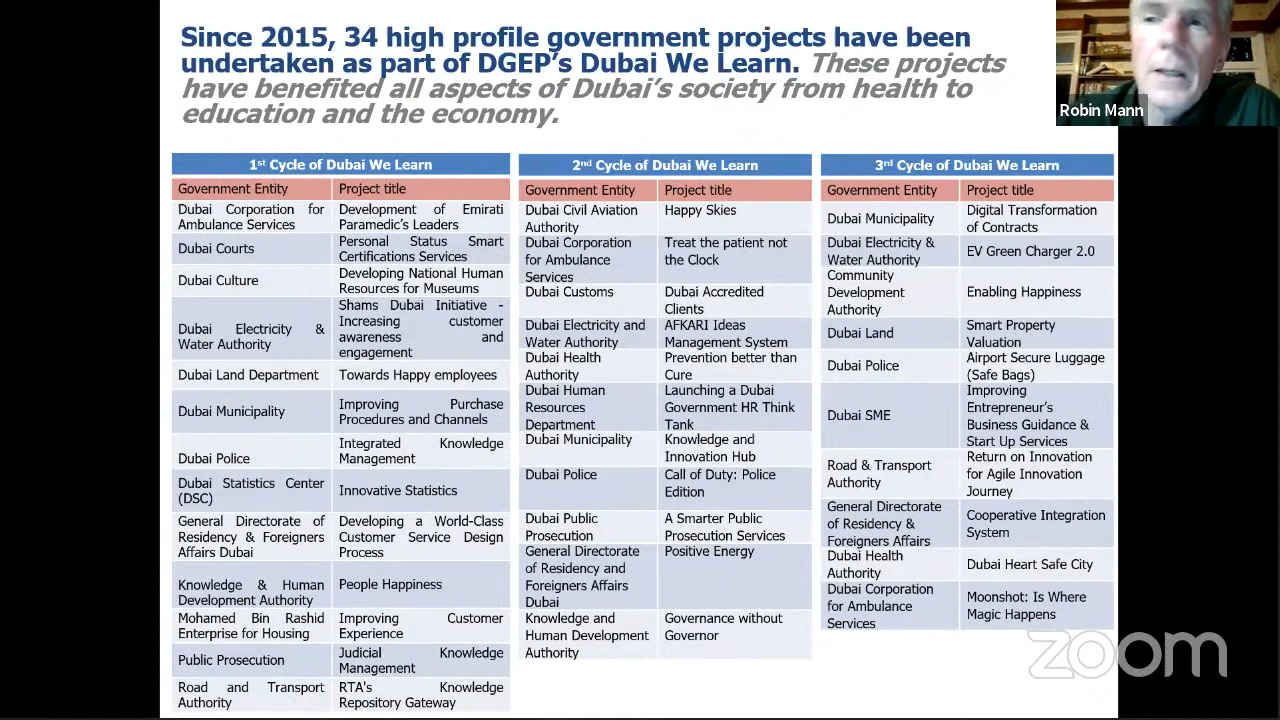 Since 2015, 34 high profile government projects have been
undertaken as part of DGEP's Dubai We Learn. These projects
have benefited all aspects of Dubai's society from health to
education and the economy.
Robin Mann
1st Cycle of Dubai We Learn
Government Entity Project title
Dubai Corporation for Ambulance Services Development of Emirati Paramedic's Leaders
Dubai Courts Personal Status Smart Certifications Services
Dubai Culture Developing National Human Resources for Museums
Dubai Electricity & Water Authority Shams Dubai Initiative - Increasing customer awareness and engagement
Dubai Land Department Towards Happy employees
Dubai Municipality Improving Purchase Procedures and Channels
Dubai Police Integrated Knowledge Management
Dubai Statistics Center (DSC) Innovative Statistics
General Directorate of Residency & Foreigners Affairs Dubai Developing a World-Class Customer Service Design Process
Knowledge & Human Development Authority People Happiness
Mohamed Bin Rashid Enterprise for Housing Improving Customer Experience
Public Prosecution Judicial Knowledge Management
Road and Transport Authority RTA's Knowledge Repository Gateway
2nd Cycle of Dubai We Learn
Government Entity Project title
Dubai Civil Aviation Authority Happy Skies
Dubai Corporation for Ambulance Services Treat the patient not the Clock
Dubai Customs Dubai Accredited Clients
Dubai Electricity and Water Authority AFKARI Ideas Management System
Dubai Health Authority Prevention better than Cure
Dubai Human Resources Department Launching a Dubai Government HR Think Tank
Dubai Municipality Knowledge and Innovation Hub
Dubai Police Call of Duty: Police Edition
Dubai Public Prosecution A Smarter Public Prosecution Services
General Directorate of Residency and Foreigners Affairs Dubai Positive Energy
Knowledge and Human Development Authority Governance without Governor
3rd Cycle of Dubai We Learn
Government Entity Project title
Dubai Municipality Digital Transformation of Contracts
Dubai Electricity & Water Authority EV Green Charger 2.0
Community Development Authority Enabling Happiness
Dubai Land Smart Property Valuation
Dubai Police Airport Secure Luggage (Safe Bags)
Dubai SME Improving Entrepreneur's Business Guidance & Start Up Services
Road & Transport Authority Return on Innovation for Agile Innovation Journey
General Directorate of Residency & Foreigners Affairs Cooperative Integration System
Dubai Health Authority Dubai Heart Safe City
Dubai Corporation for Ambulance Services Moonshot: Is Where Magic Happens
zoom